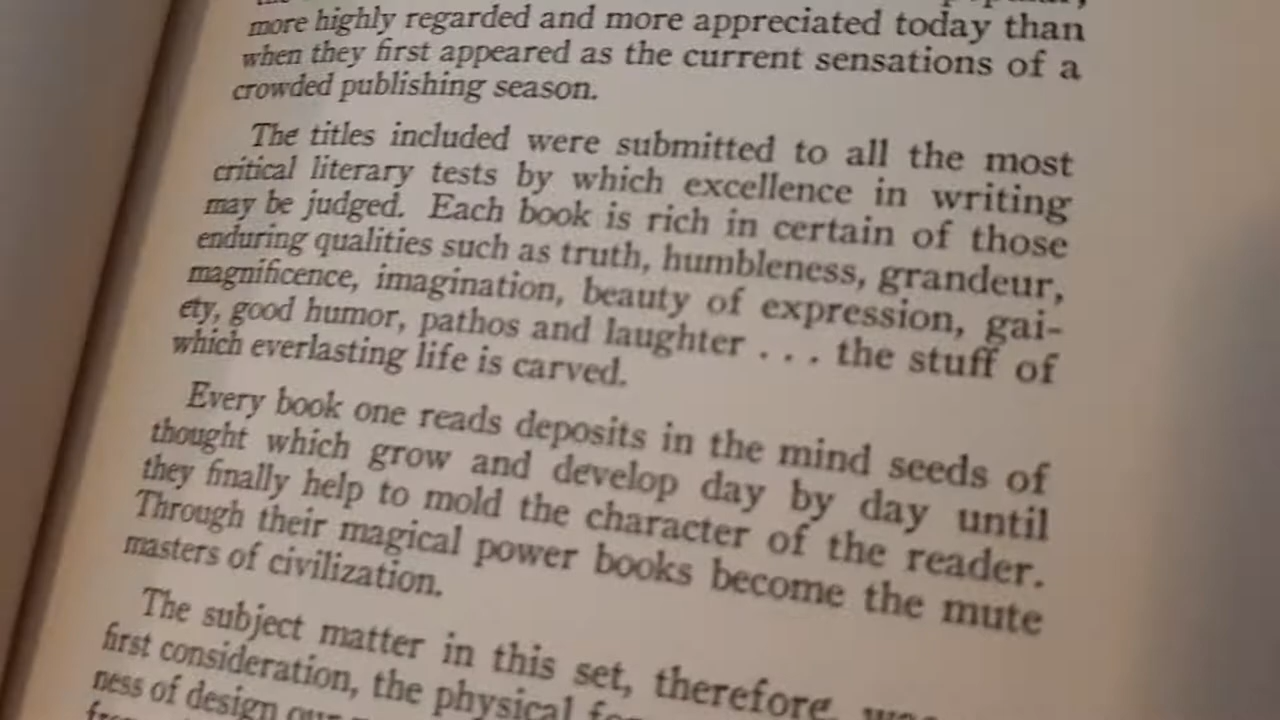 more highly regarded and more appreciated today than
when they first appeared as the current sensations of a
crowded publishing season.
The titles included were submitted to all the most
critical literary tests by which excellence in writing
may be judged. Each book is rich in certain of those
enduring qualities such as truth, humbleness, grandeur,
magnificence, imagination, beauty of expression, gai-
ety, good humor, pathos and laughter . . . the stuff of
which everlasting life is carved.
Every book one reads deposits in the mind seeds of
thought which grow and develop day by day until
they finally help to mold the character of the reader.
Through their magical power books become the mute
masters of civilization.
The subject matter in this set, therefore,
first consideration, the physical
ness of design